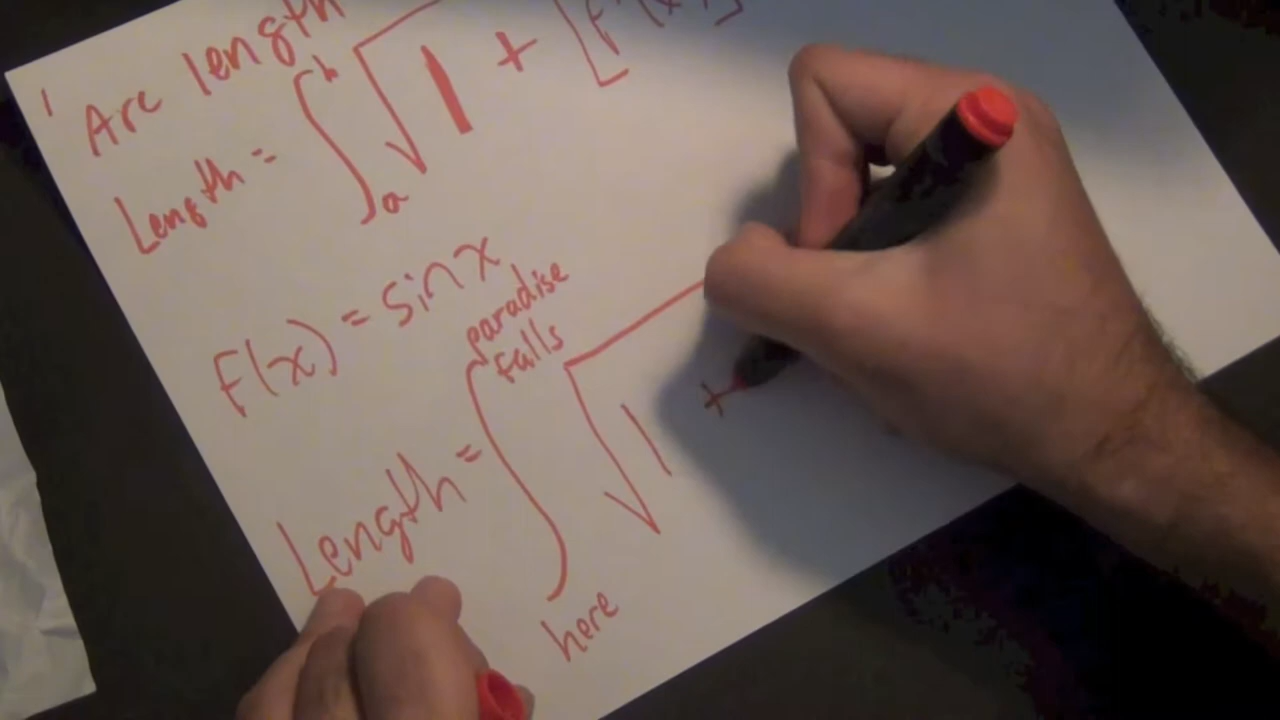 Arc length
Length = ∫ₐᵇ √1 + [f'(x)]
F(x) = sin x
paradise
falls
Length = ∫ √1 +
here